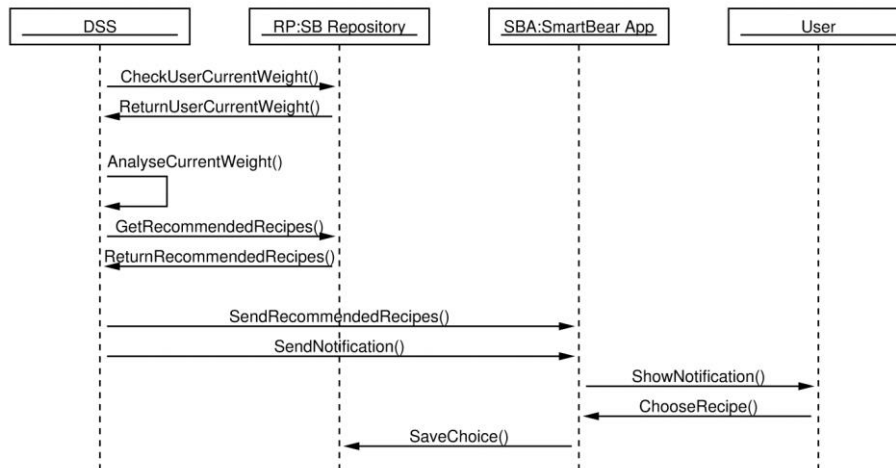 DSS
RP:SB Repository
SBA:SmartBear App
User
CheckUserCurrentWeight()
ReturnUserCurrentWeight()
AnalyseCurrentWeight()
GetRecommendedRecipes()
ReturnRecommendedRecipes()
SendRecommendedRecipes()
SendNotification()
ShowNotification()
ChooseRecipe()
SaveChoice()